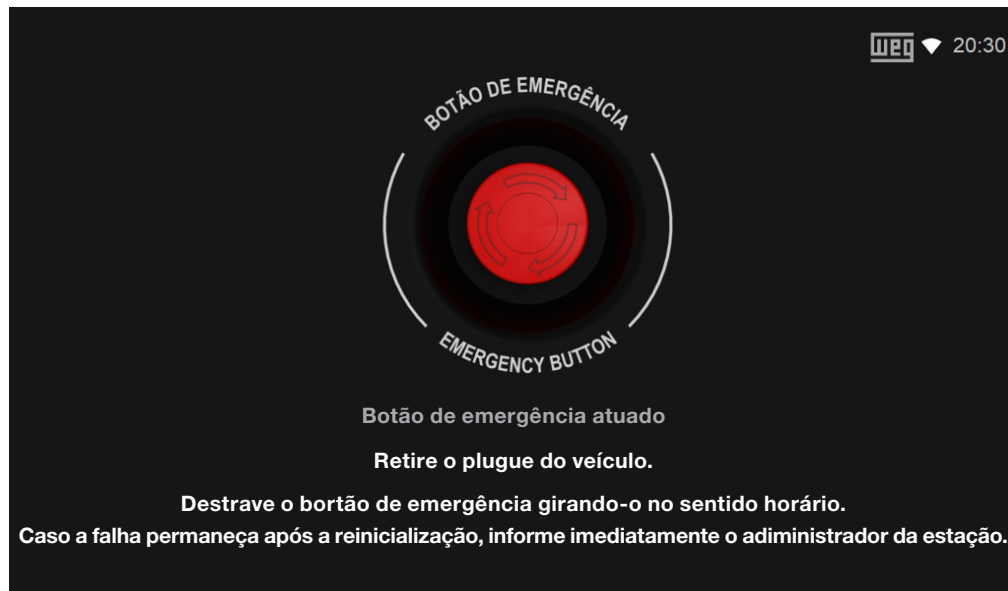 weg 20:30
BOTÃO DE EMERGÊNCIA
EMERGENCY BUTTON
Botão de emergência atuado
Retire o plugue do veículo.
Destrave o bortão de emergência girando-o no sentido horário.
Caso a falha permaneça após a reinicialização, informe imediatamente o adiministrador da estação.